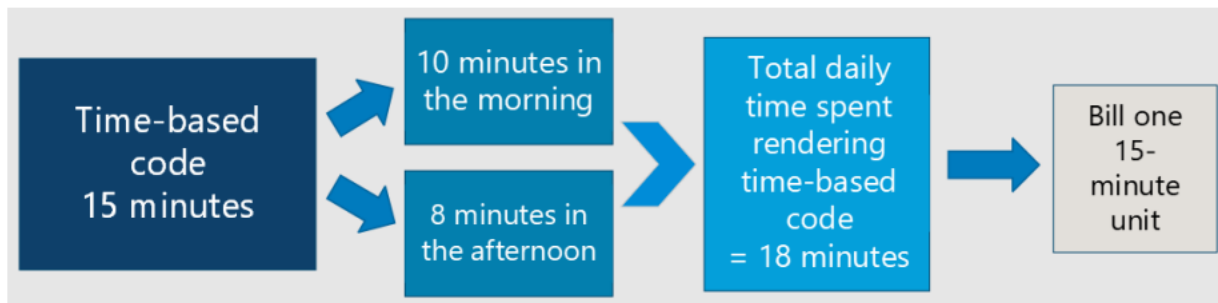 Time-based
code
15 minutes
10 minutes in
the morning
8 minutes in
the afternoon
Total daily
time spent
rendering
time-based
code
= 18 minutes
Bill one
15-
minute
unit